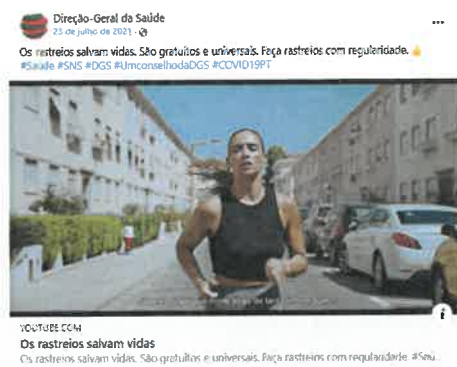 Direção-Geral da Saúde
23 de julho de 2021 ·
Os rastreios salvam vidas. São gratuitos e universais. Faça rastreios com regularidade.
#Saúde #SNS #DGS #UmconselhodaDGS #COVID19PT
YOUTUBE.COM
Os rastreios salvam vidas
Os rastreios salvam vidas. São gratuitos e universais. Faça rastreios com regularidade. #Saú...